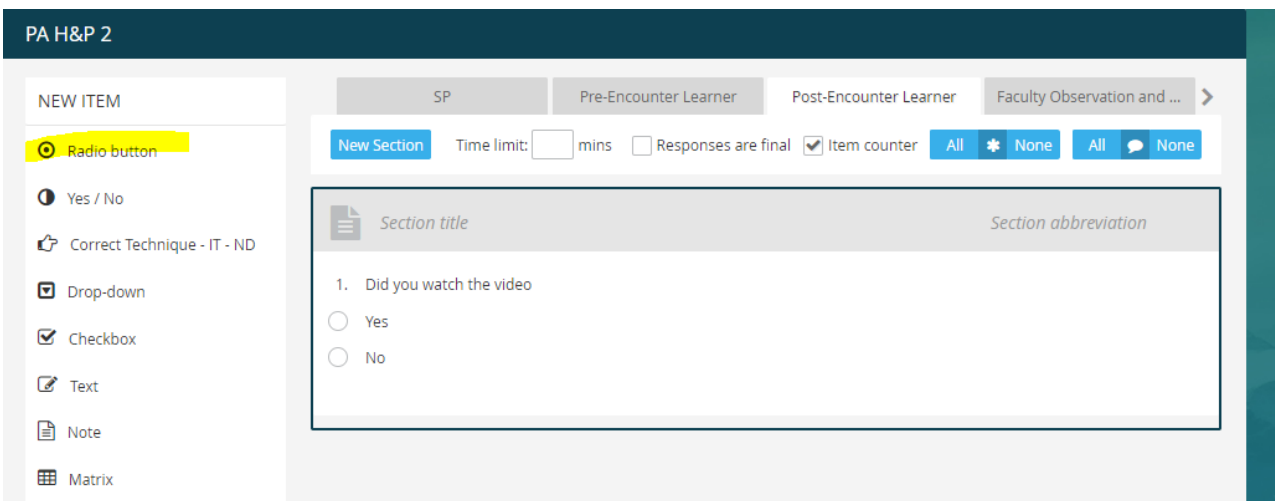 PA H&P 2
NEW ITEM
Radio button
Yes / No
Correct Technique - IT - ND
Drop-down
Checkbox
Text
Note
Matrix
SP
Pre-Encounter Learner
Post-Encounter Learner
Faculty Observation and ...
New Section Time limit: mins Responses are final Item counter All None All None
Section title Section abbreviation
1. Did you watch the video
Yes
No